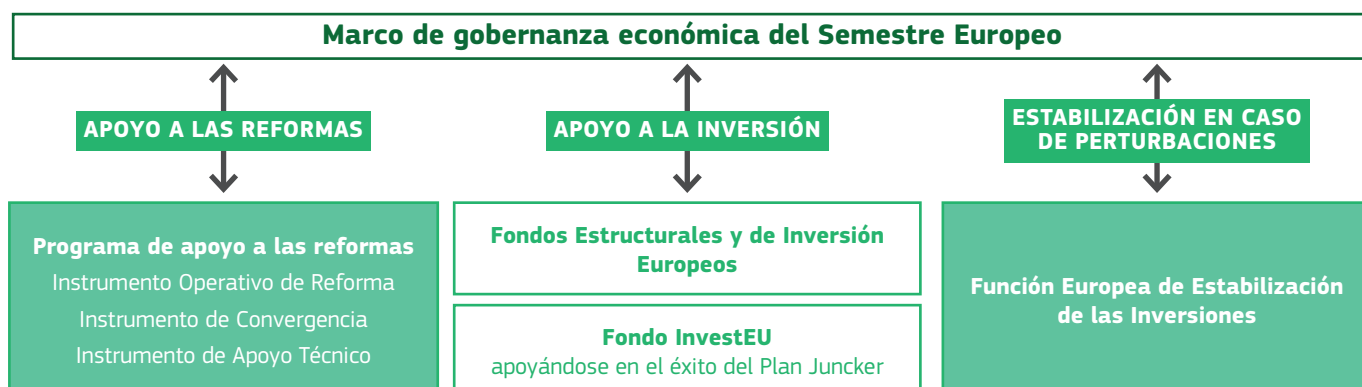 Marco de gobernanza económica del Semestre Europeo
APOYO A LAS REFORMAS
APOYO A LA INVERSIÓN
ESTABILIZACIÓN EN CASO
DE PERTURBACIONES
Programa de apoyo a las reformas
Instrumento Operativo de Reforma
Instrumento de Convergencia
Instrumento de Apoyo Técnico
Fondos Estructurales y de Inversión
Europeos
Fondo InvestEU
apoyándose en el éxito del Plan Juncker
Función Europea de Estabilización
de las Inversiones